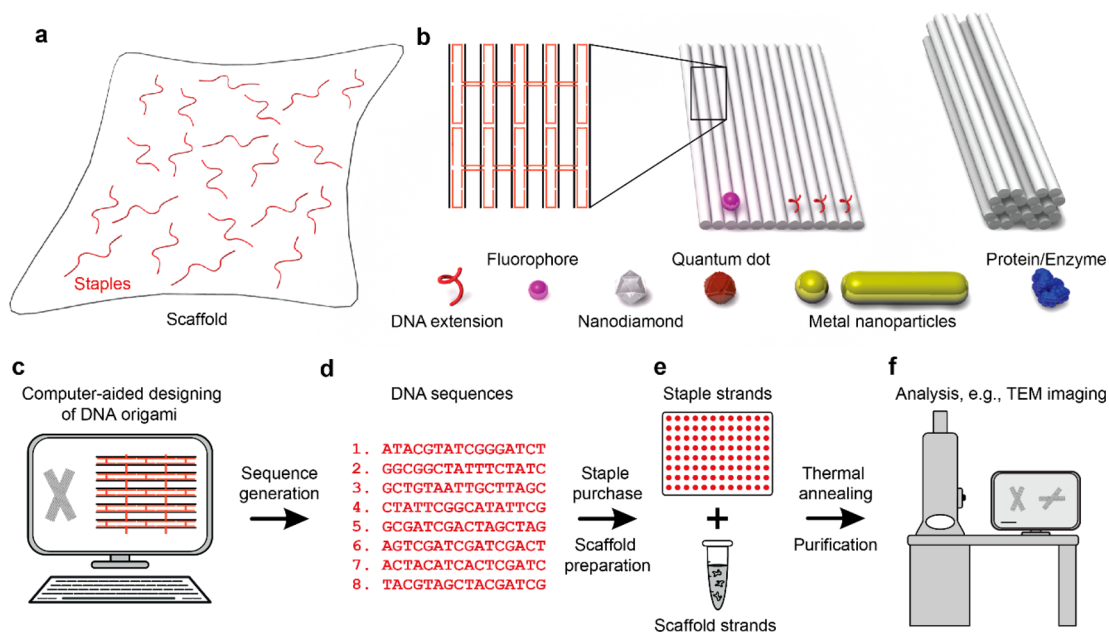 a
Staples
Scaffold
b
Fluorophore
Quantum dot
Protein/Enzyme
DNA extension
Nanodiamond
Metal nanoparticles
c
Computer-aided designing
of DNA origami
Sequence
generation
d
DNA sequences
1. ATACGTATCGGGATCT
2. GGCGGCTATTTCTATC
3. GCTGTAATTGCTTAGC
4. CTATTCGGCATATTCG
5. GCGATCGACTAGCTAG
6. AGTCGATCGATCGACT
7. ACTACATCACTCGATC
8. TACGTAGCTACGATCG
Staple
purchase
Scaffold
preparation
e
Staple strands
+
Scaffold strands
Thermal
annealing
Purification
f
Analysis, e.g., TEM imaging